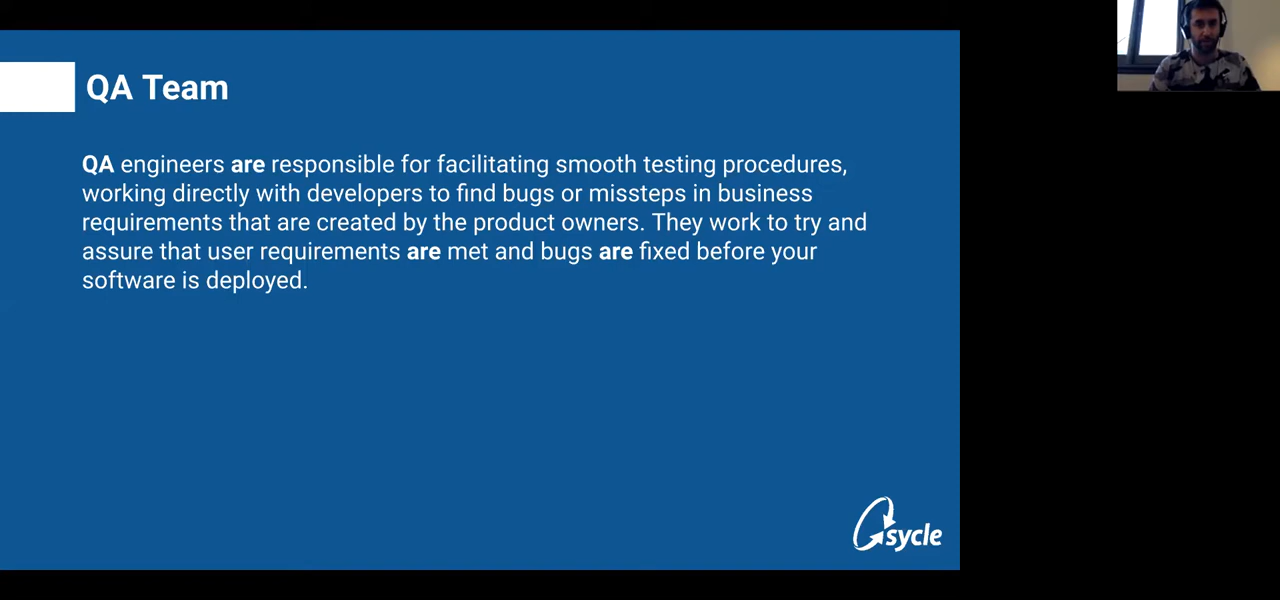 QA Team
QA engineers are responsible for facilitating smooth testing procedures,
working directly with developers to find bugs or missteps in business
requirements that are created by the product owners. They work to try and
assure that user requirements are met and bugs are fixed before your
software is deployed.
sycle